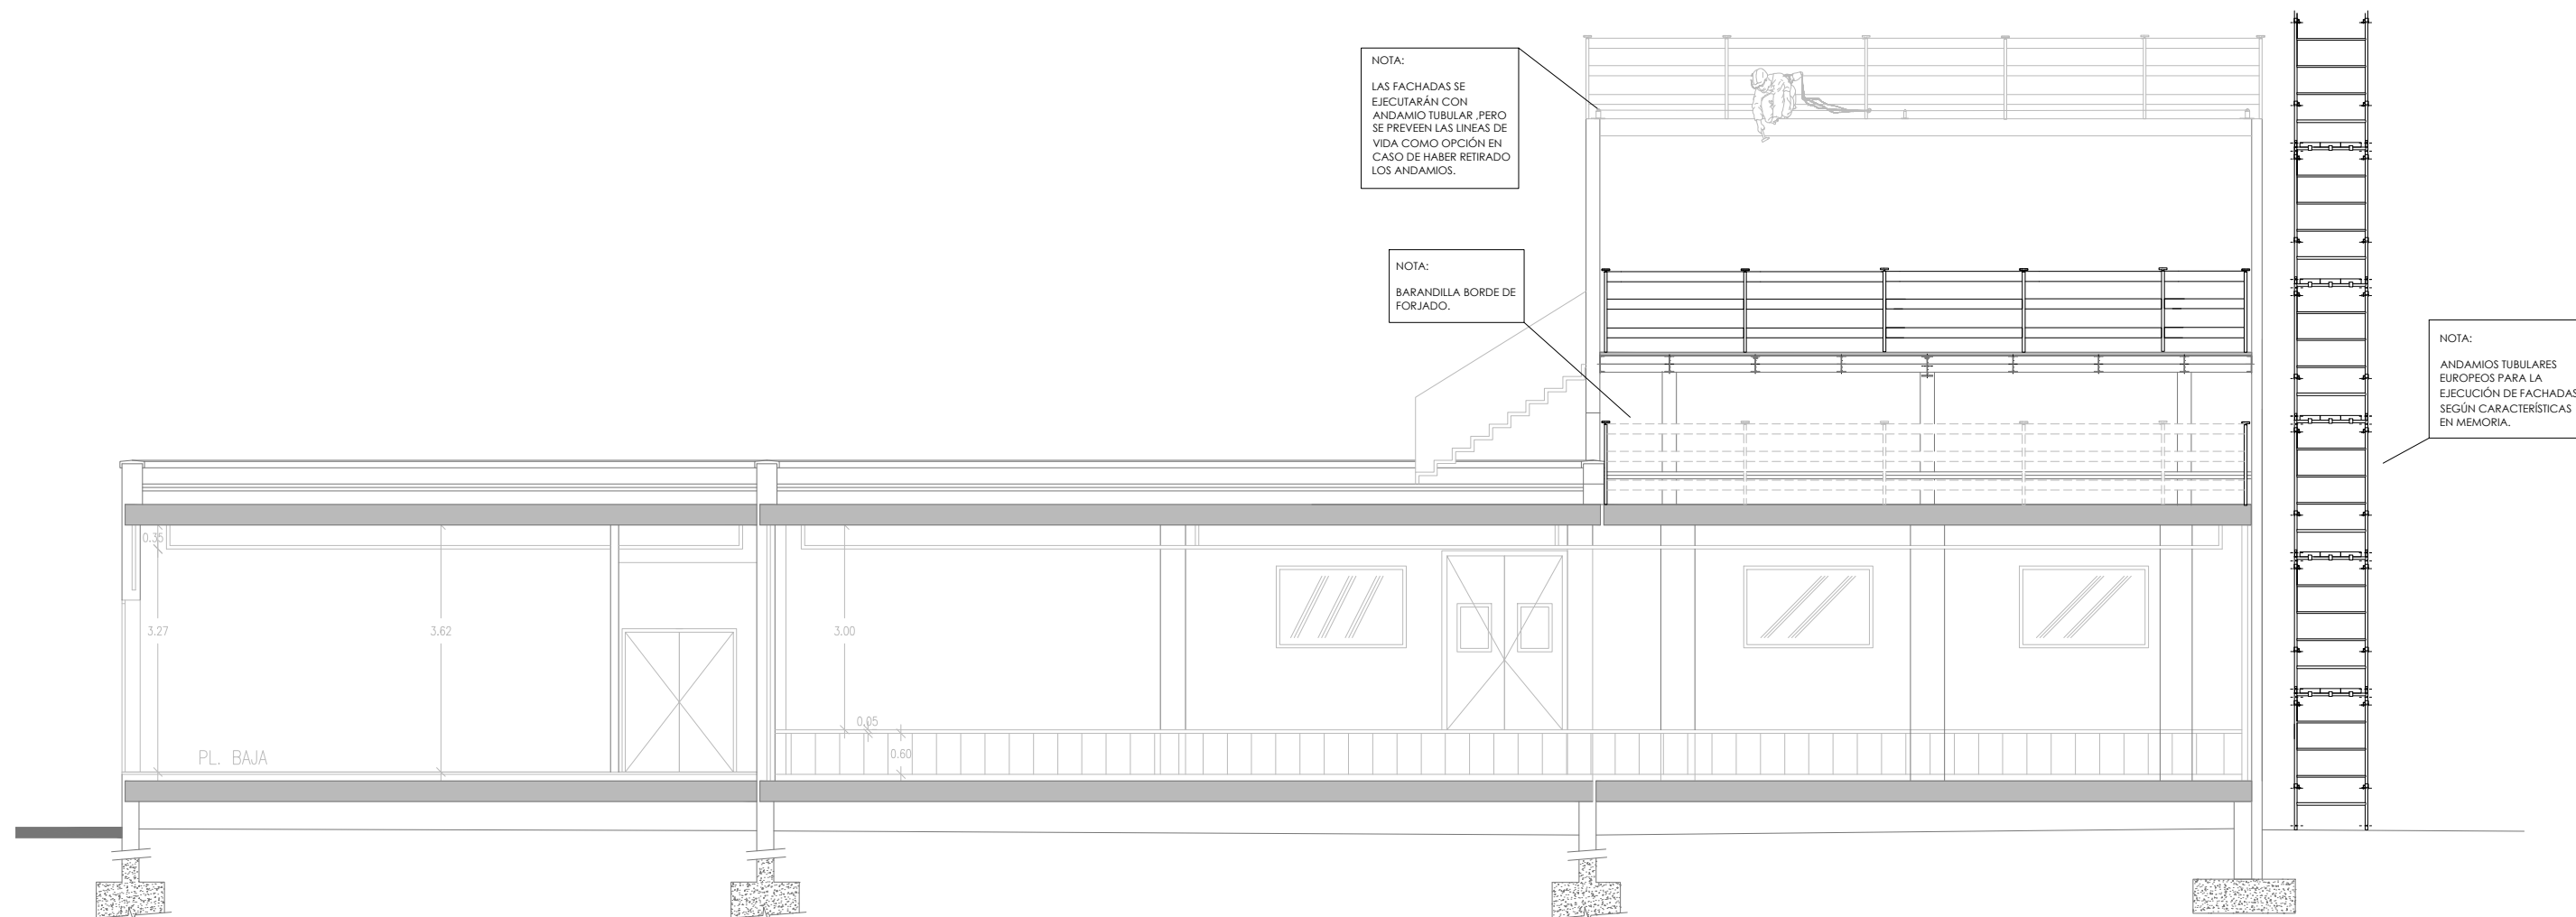 NOTA:
LAS FACHADAS SE
EJECUTARÁN CON
ANDAMIO TUBULAR ,PERO
SE PREVEEN LAS LINEAS DE
VIDA COMO OPCIÓN EN
CASO DE HABER RETIRADO
LOS ANDAMIOS.
NOTA:
BARANDILLA BORDE DE
FORJADO.
NOTA:
ANDAMIOS TUBULARES
EUROPEOS PARA LA
EJECUCIÓN DE FACHADAS
SEGÚN CARACTERÍSTICAS
EN MEMORIA.
0.35
3.27
3.62
3.00
0.05
0.60
PL. BAJA